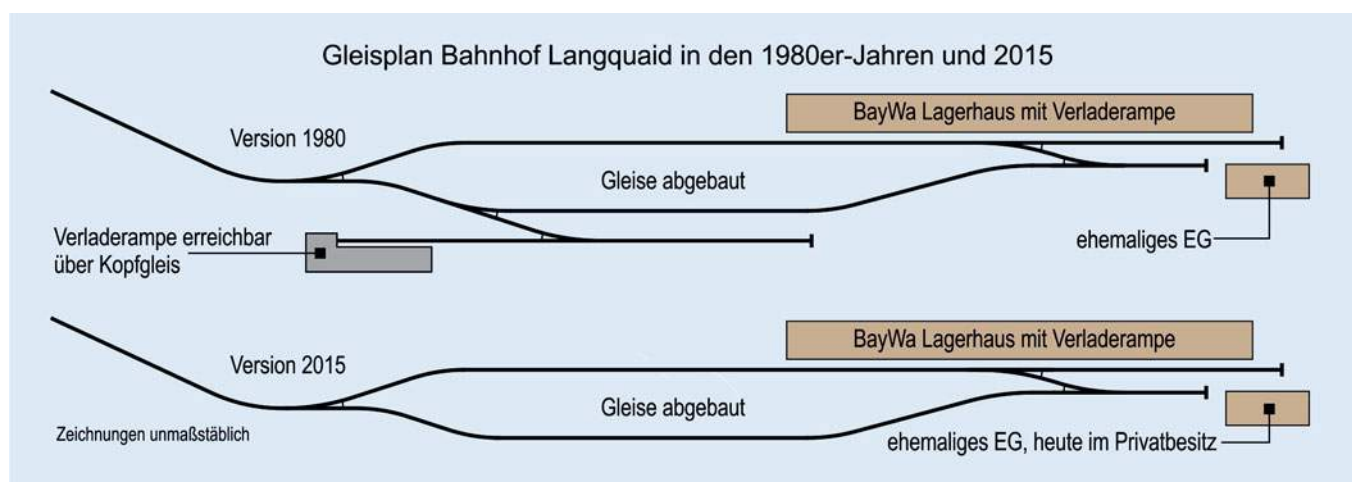 Gleisplan Bahnhof Langquaid in den 1980er-Jahren und 2015
BayWa Lagerhaus mit Verladerampe
Version 1980
Gleise abgebaut
Verladerampe erreichbar
über Kopfgleis
ehemaliges EG
BayWa Lagerhaus mit Verladerampe
Version 2015
Gleise abgebaut
Zeichnungen unmaßstäblich
ehemaliges EG, heute im Privatbesitz